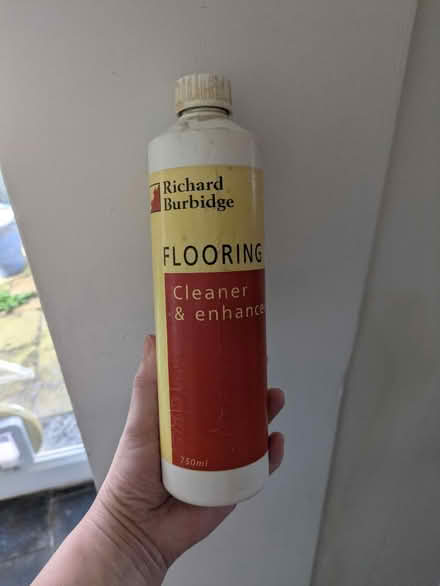 Richard
Burbidge
FLOORING
Cleaner
& enhance
750ml